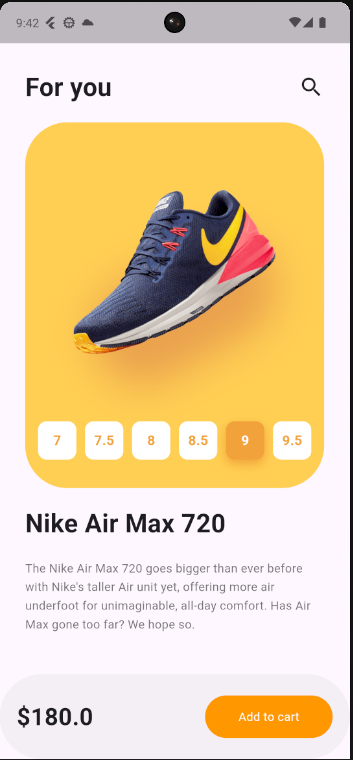 9:42
For you
7 7.5 8 8.5 9 9.5
Nike Air Max 720
The Nike Air Max 720 goes bigger than ever before
with Nike's taller Air unit yet, offering more air
underfoot for unimaginable, all-day comfort. Has Air
Max gone too far? We hope so.
$180.0 Add to cart